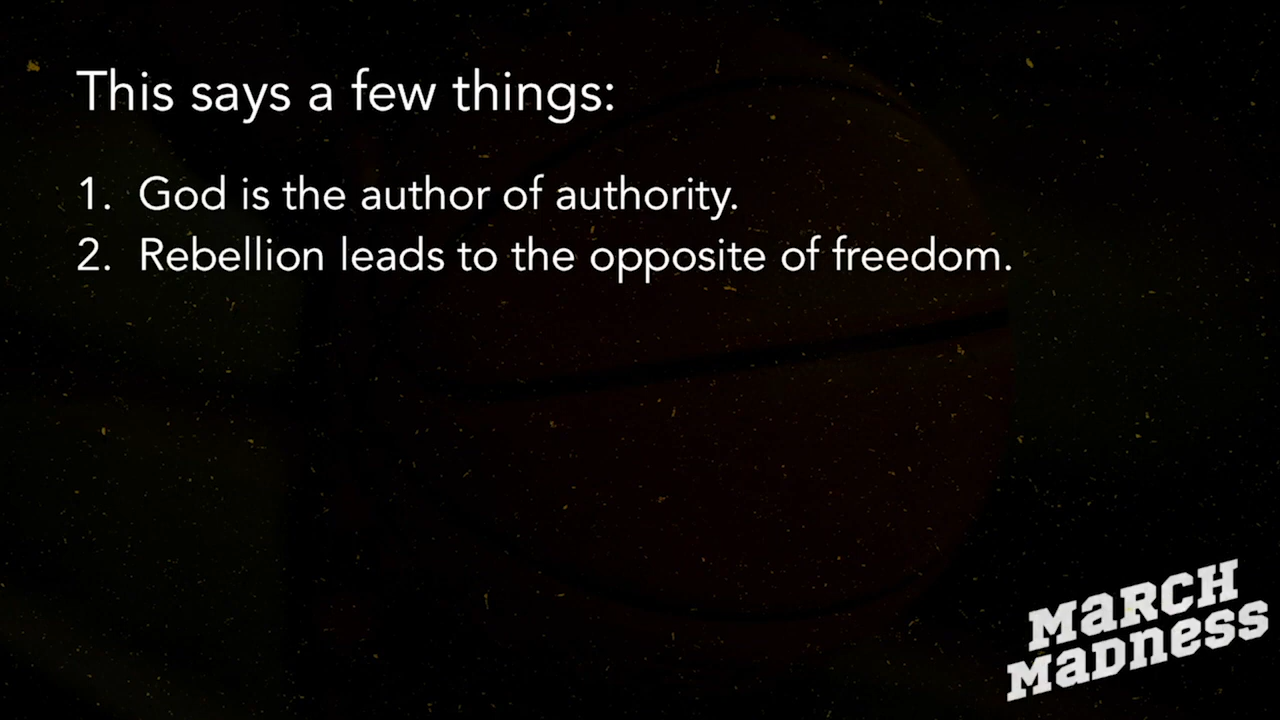 This says a few things:
1. God is the author of authority.
2. Rebellion leads to the opposite of freedom.
MaRCH
MaDness